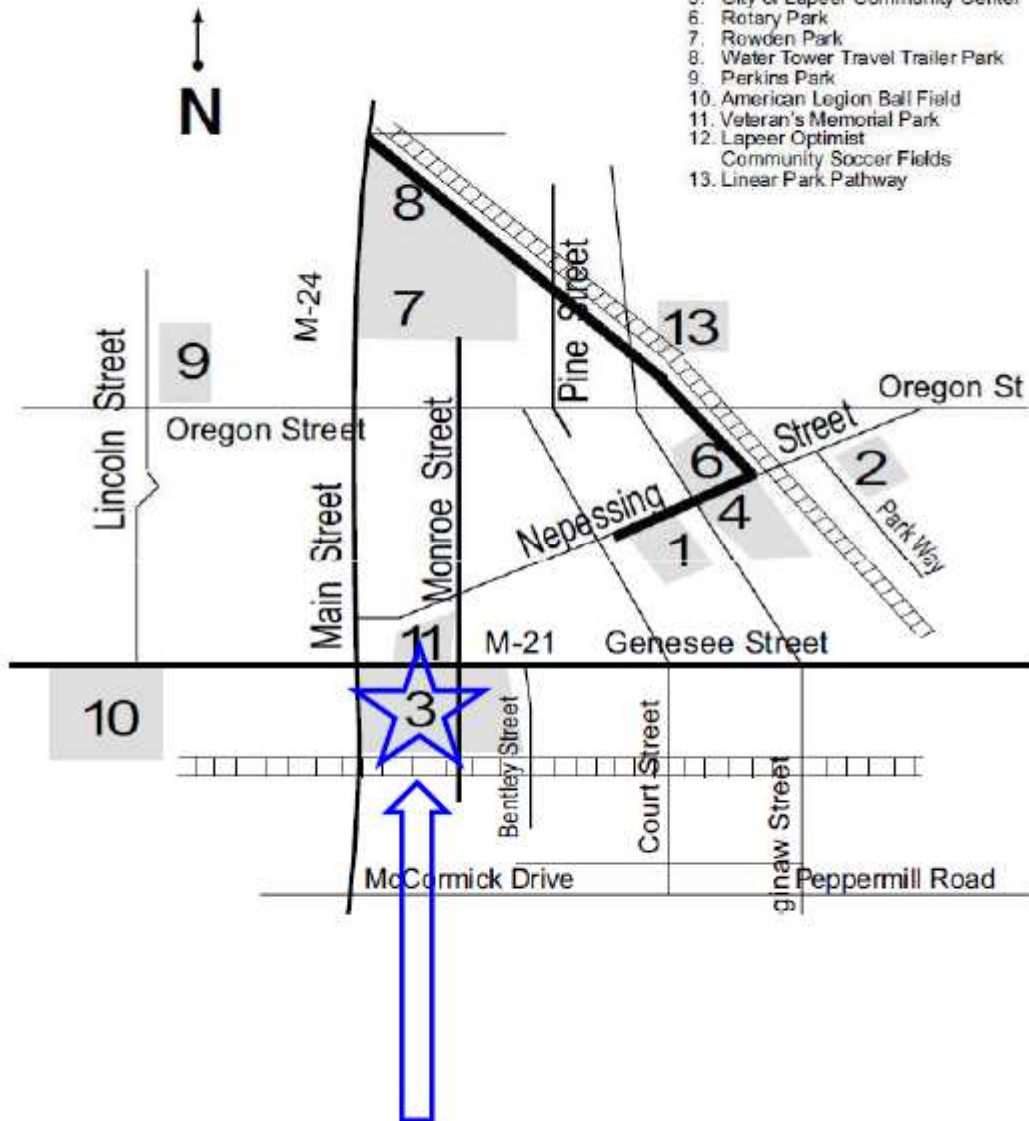 N
5. City of Lapeer Community Center
6. Rotary Park
7. Rowden Park
8. Water Tower Travel Trailer Park
9. Perkins Park
10. American Legion Ball Field
11. Veteran's Memorial Park
12. Lapeer Optimist
Community Soccer Fields
13. Linear Park Pathway
8
7
M-24
Pine Street
13
9
Lincoln Street
Oregon Street
Oregon St
Monroe Street
Main Street
6
Nepessing Street
4
2
1
Park Way
11
M-21
Genesee Street
10
3
Bentley Street
Court Street
ginaw Street
McCormick Drive
Peppermill Road